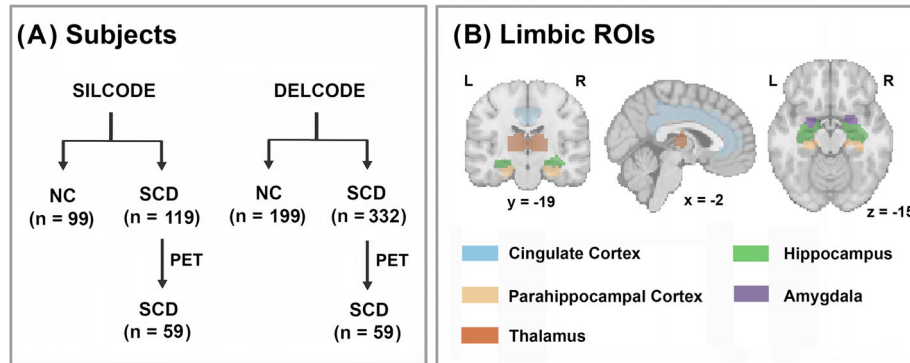 (A) Subjects
SILCODE
DELCODE
NC
(n = 99)
SCD
(n = 119)
NC
(n = 199)
SCD
(n = 332)
PET
PET
SCD
(n = 59)
SCD
(n = 59)
(B) Limbic ROIs
L
R
L
R
y = -19
x = -2
z = -15
Cingulate Cortex
Hippocampus
Parahippocampal Cortex
Amygdala
Thalamus